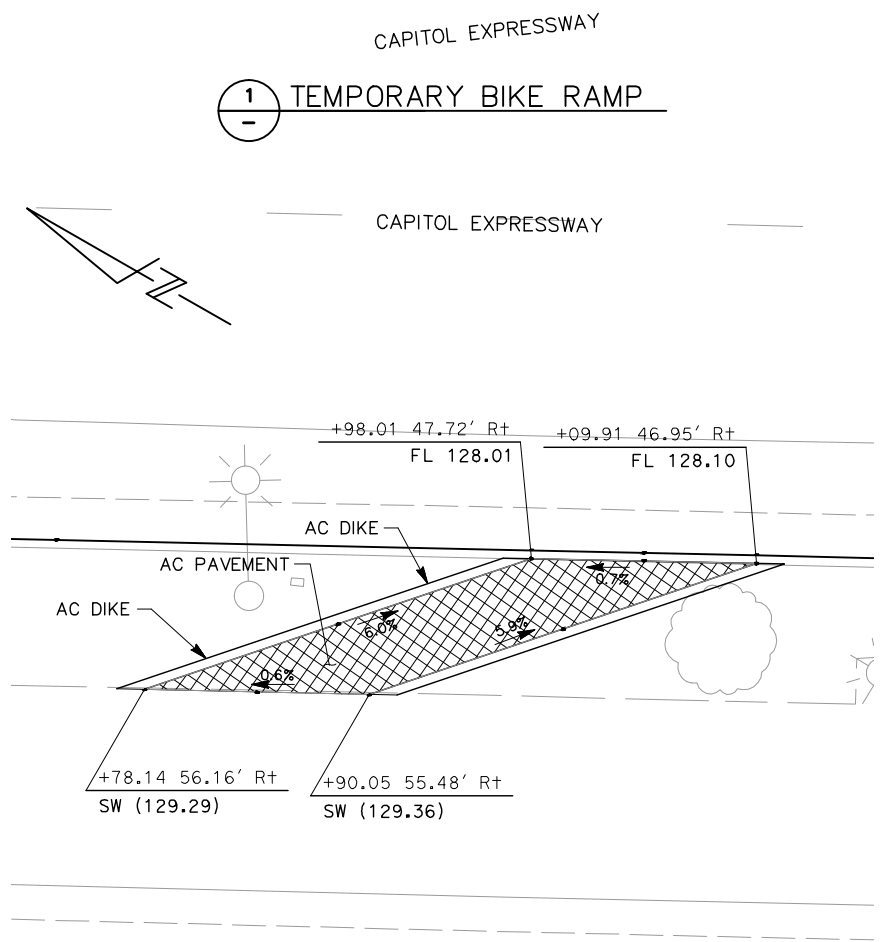 CAPITOL EXPRESSWAY
1
TEMPORARY BIKE RAMP
–
CAPITOL EXPRESSWAY
+98.01 47.72′ Rt
FL 128.01
+09.91 46.95′ Rt
FL 128.10
AC DIKE
AC PAVEMENT
0.7%
AC DIKE
6.0%
5.9%
0.6%
+78.14 56.16′ Rt
SW (129.29)
+90.05 55.48′ Rt
SW (129.36)